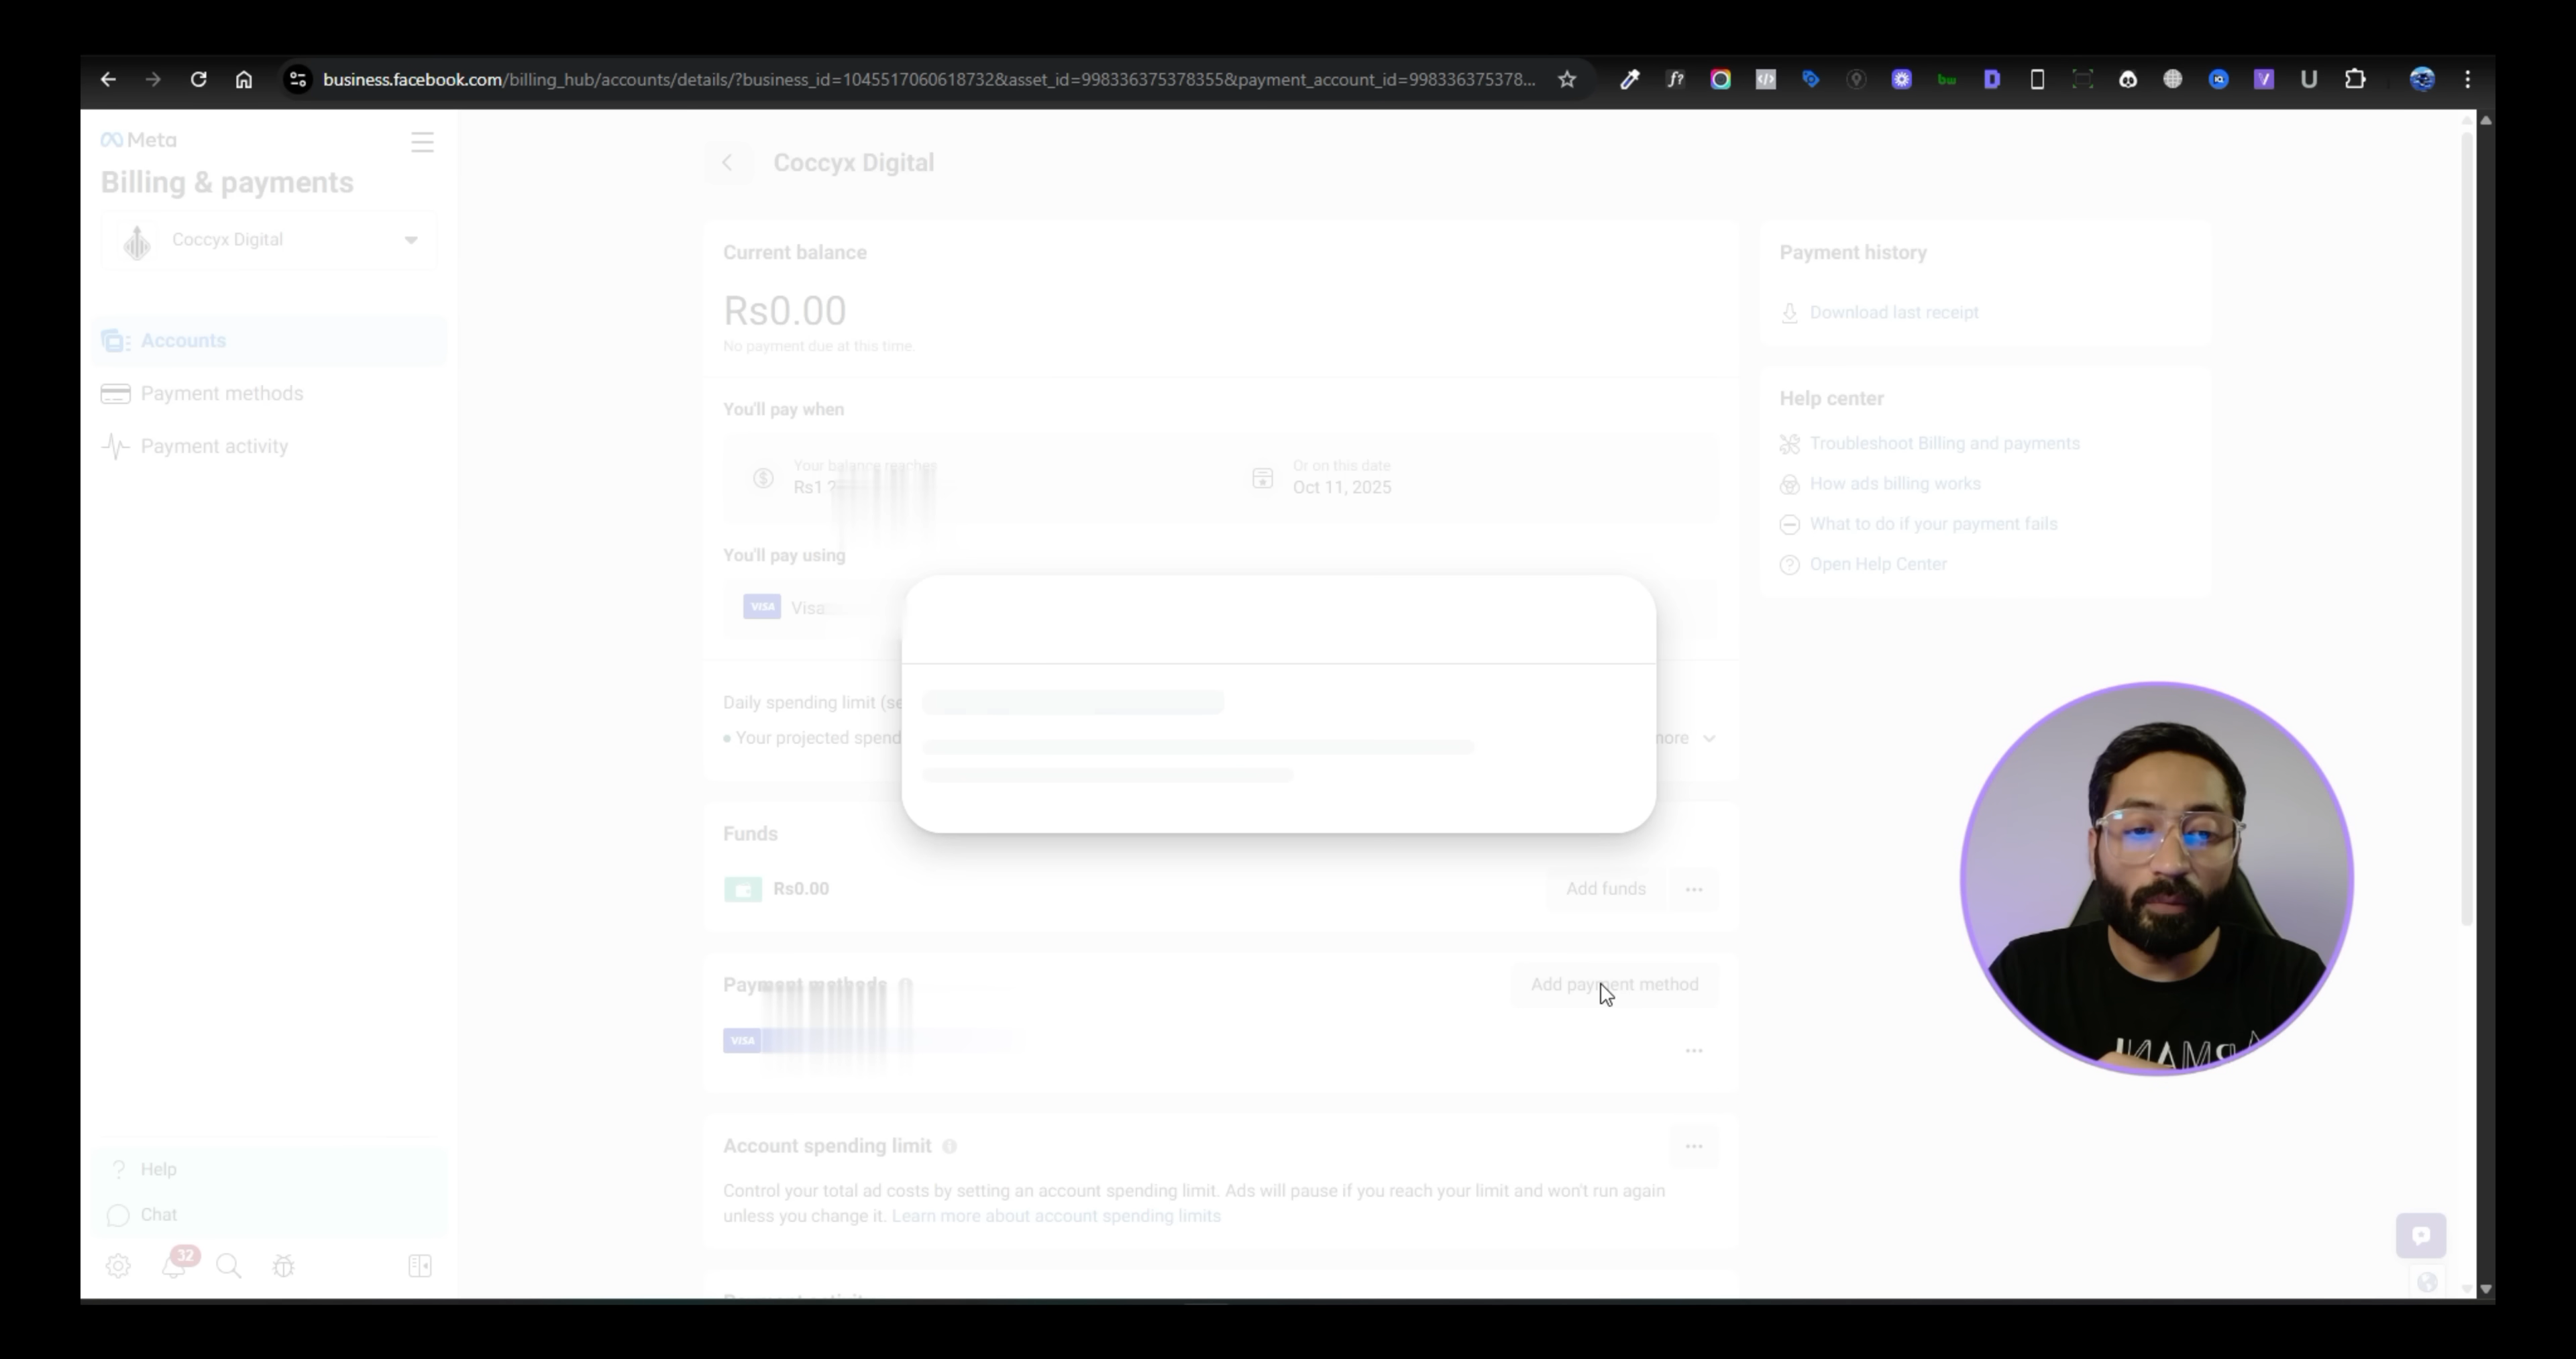 business.facebook.com/billing_hub/accounts/details/?business_id=1045517060618732&asset_id=998336375378355&payment_account_id=998336375378...
Meta
Billing & payments
Coccyx Digital
Accounts
Payment methods
Payment activity
Help
Chat
32
Coccyx Digital
Current balance
Rs0.00
No payment due at this time.
You'll pay when
Your balance reaches
Rs1
Or on this date
Oct 11, 2025
You'll pay using
VISA Visa
Daily spending limit (se
• Your projected spend
more
Funds
Rs0.00
Add funds
Payment methods
Add payment method
VISA
Account spending limit
Control your total ad costs by setting an account spending limit. Ads will pause if you reach your limit and won't run again
unless you change it. Learn more about account spending limits
Payment history
Download last receipt
Help center
Troubleshoot Billing and payments
How ads billing works
What to do if your payment fails
Open Help Center